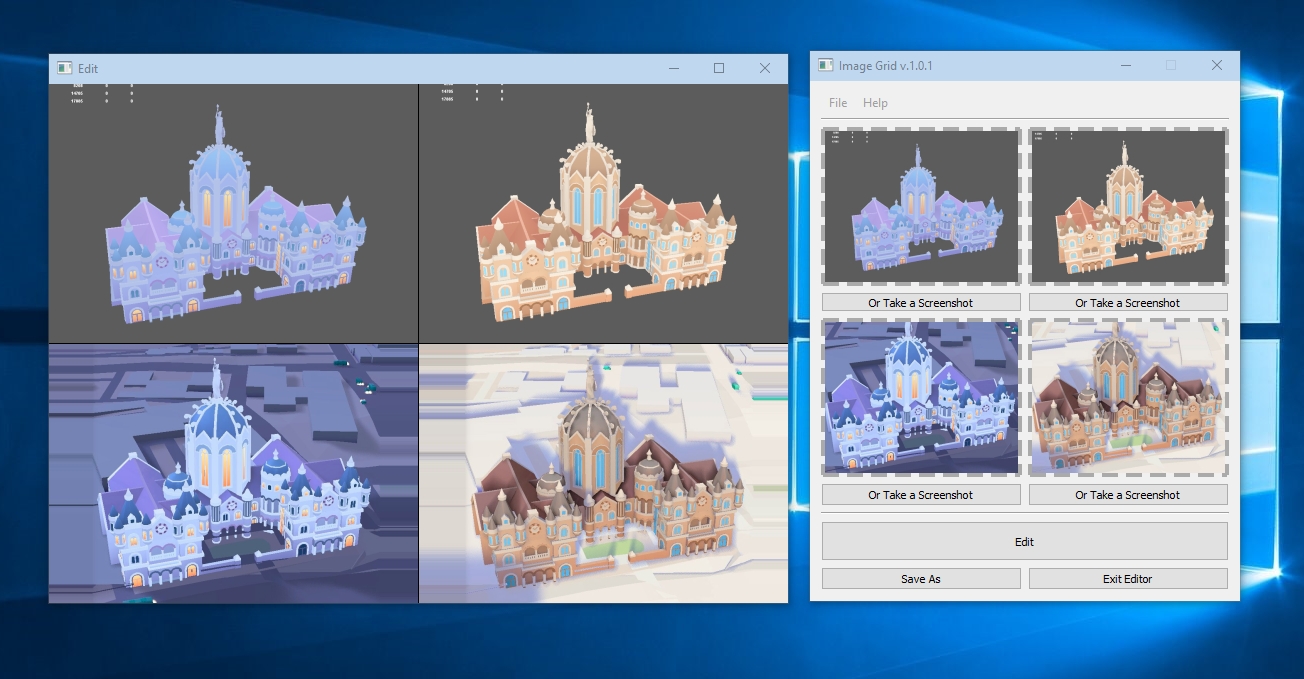 Edit
Image Grid v.1.0.1
File Help
Or Take a Screenshot
Or Take a Screenshot
Or Take a Screenshot
Or Take a Screenshot
Edit
Save As
Exit Editor